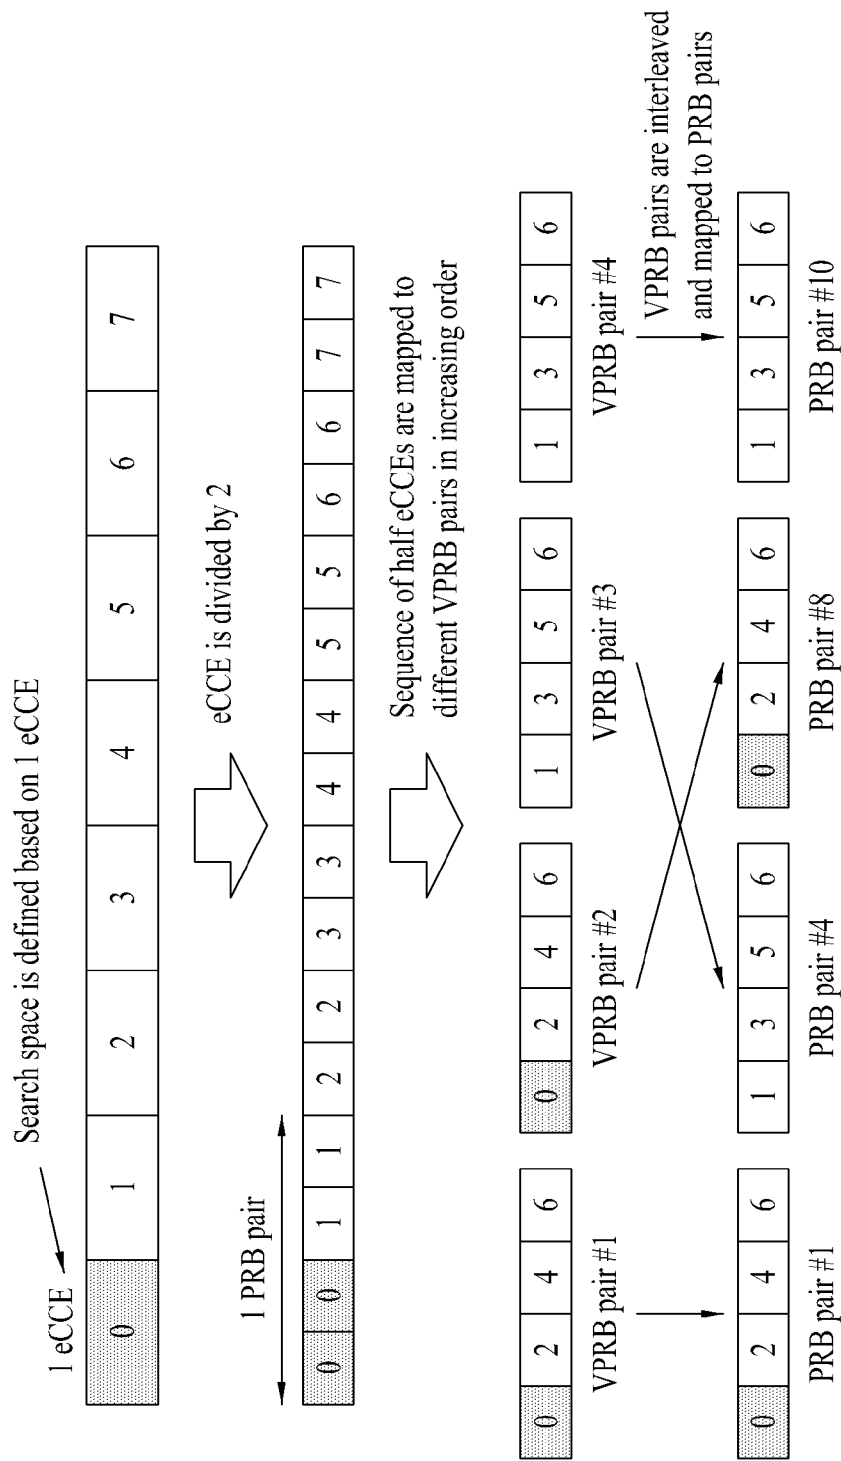 Search space is defined based on 1 eCCE
1 eCCE
0 1 2 3 4 5 6 7
eCCE is divided by 2
1 PRB pair
0 0 1 1 2 2 3 3 4 4 5 5 6 6 7 7
Sequence of half eCCEs are mapped to
different VPRB pairs in increasing order
0 2 4 6 0 2 4 6 1 3 5 6 1 3 5 6
VPRB pair #1 VPRB pair #2 VPRB pair #3 VPRB pair #4
VPRB pairs are interleaved
and mapped to PRB pairs
0 2 4 6 1 3 5 6 0 2 4 6 1 3 5 6
PRB pair #1 PRB pair #4 PRB pair #8 PRB pair #10